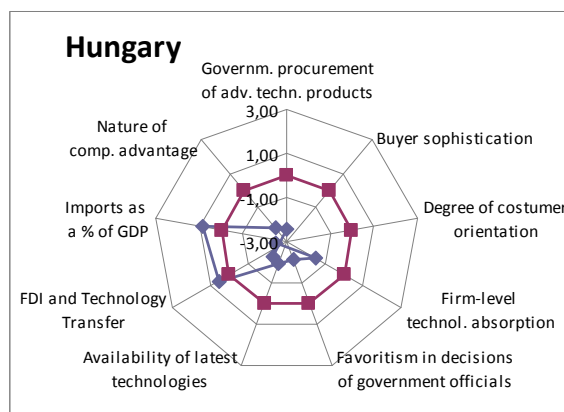 Hungary
Governm. procurement
of adv. techn. products
3,00
Nature of
comp. advantage
1,00
Buyer sophistication
-1,00
Imports as
a % of GDP
Degree of costumer
orientation
-3,00
FDI and Technology
Transfer
Firm-level
technol. absorption
Availability of latest
technologies
Favoritism in decisions
of government officials